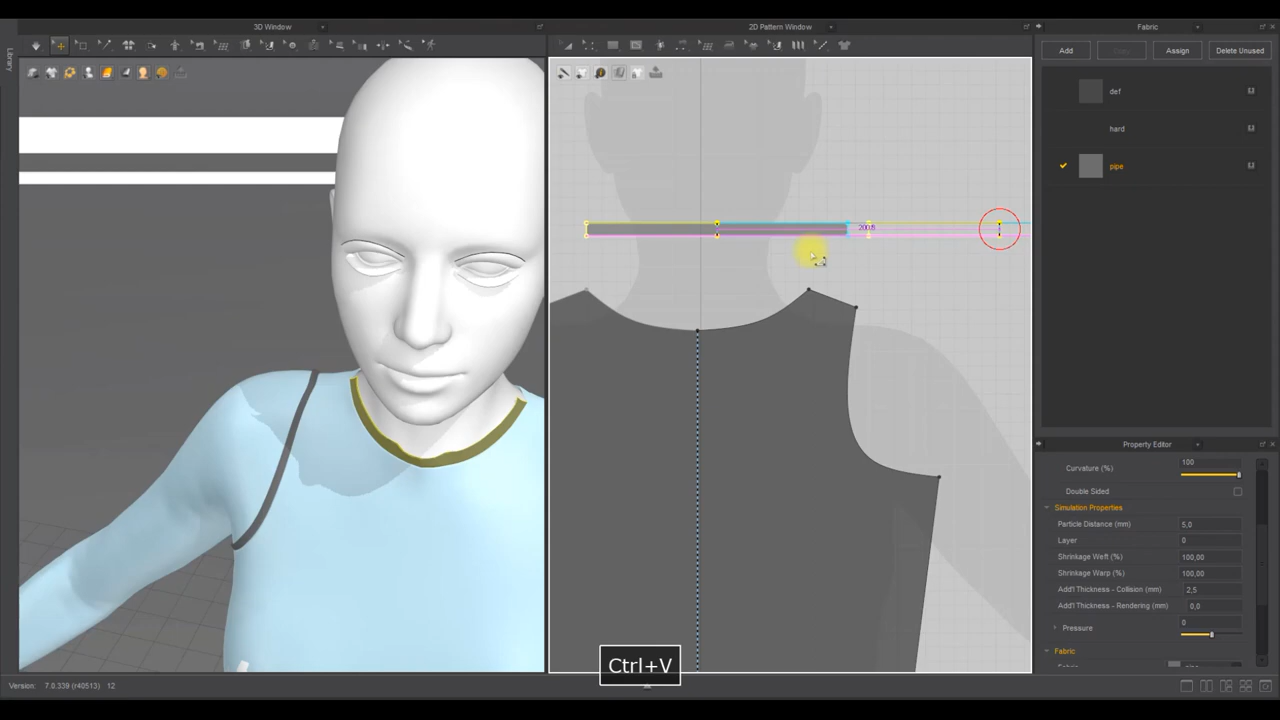 3D Window
2D Pattern Window
Fabric
Library
Add
Assign
Delete Unused
def
hard
pipe
Property Editor
Curvature (%)
100
Double Sided
Simulation Properties
Particle Distance (mm)
5,0
Layer
0
Shrinkage Weft (%)
100,00
Shrinkage Warp (%)
100,00
Add'l Thickness - Collision (mm)
2,5
Add'l Thickness - Rendering (mm)
0,0
Pressure
0
Fabric
Ctrl+V
Version: 7.0.339 (r40513) 12